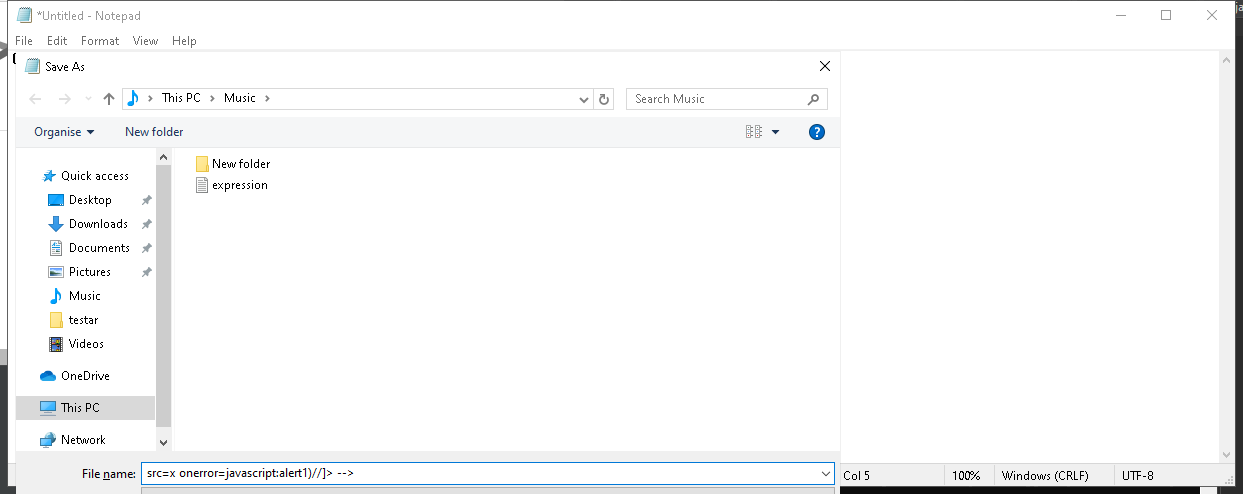 *Untitled - Notepad
File Edit Format View Help
Save As
This PC Music
Search Music
Organise New folder
New folder
expression
Quick access
Desktop
Downloads
Documents
Pictures
Music
testar
Videos
OneDrive
This PC
Network
File name: src=x onerror=javascript:alert1)//]> -->
Col 5 100% Windows (CRLF) UTF-8